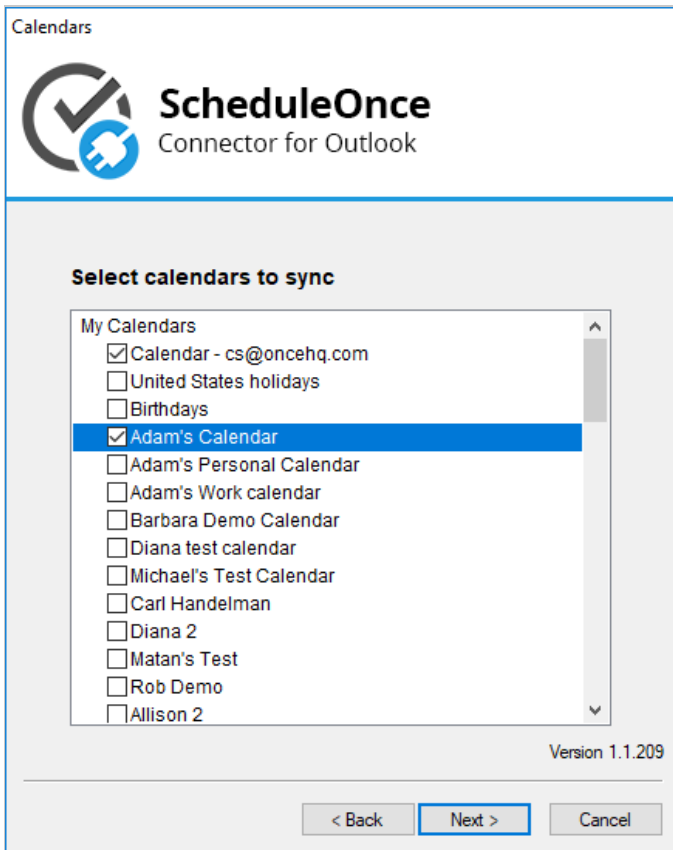 Calendars
ScheduleOnce
Connector for Outlook
Select calendars to sync
My Calendars
Calendar - cs@oncehq.com
United States holidays
Birthdays
Adam's Calendar
Adam's Personal Calendar
Adam's Work calendar
Barbara Demo Calendar
Diana test calendar
Michael's Test Calendar
Carl Handelman
Diana 2
Matan's Test
Rob Demo
Allison 2
Version 1.1.209
< Back Next > Cancel